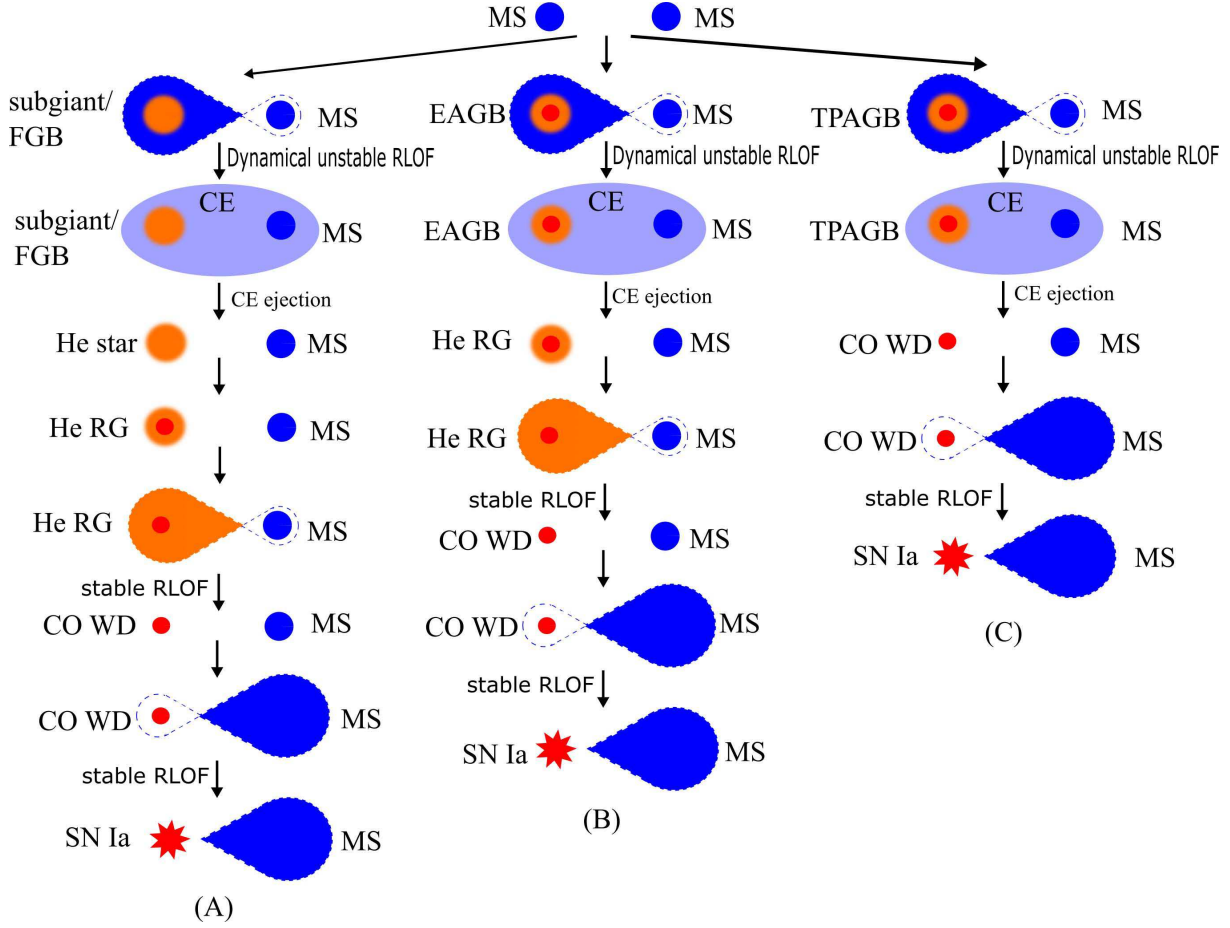 MS MS
subgiant/
FGB
MS
Dynamical unstable RLOF
subgiant/
FGB
CE
MS
CE ejection
He star
MS
He RG
MS
He RG
MS
stable RLOF
CO WD
MS
CO WD
MS
stable RLOF
SN Ia
MS
(A)
EAGB
MS
Dynamical unstable RLOF
CE
EAGB
MS
CE ejection
He RG
MS
He RG
MS
stable RLOF
CO WD
MS
CO WD
MS
stable RLOF
SN Ia
MS
(B)
TPAGB
MS
Dynamical unstable RLOF
CE
TPAGB
MS
CE ejection
CO WD
MS
CO WD
MS
stable RLOF
SN Ia
MS
(C)